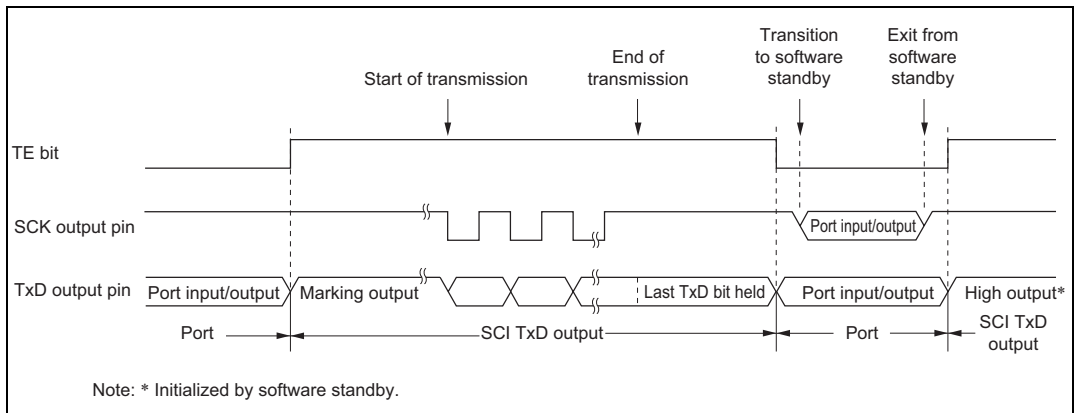 Start of transmission
End of
transmission
Transition
to software
standby
Exit from
software
standby
TE bit
SCK output pin
Port input/output
TxD output pin
Port input/output
Marking output
Last TxD bit held
Port input/output
High output*
Port
SCI TxD output
Port
SCI TxD
output
Note: * Initialized by software standby.